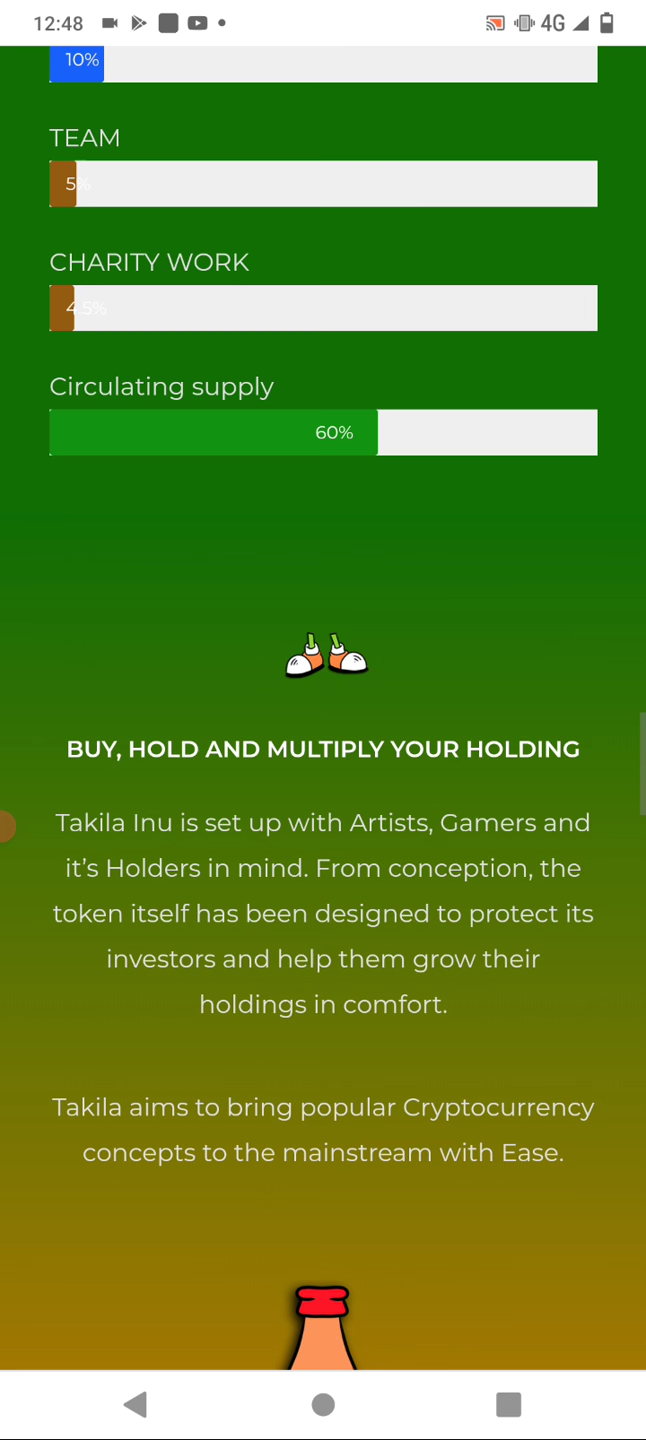 12:48
4G
10%
TEAM
5%
CHARITY WORK
4.5%
Circulating supply
60%
BUY, HOLD AND MULTIPLY YOUR HOLDING
Takila Inu is set up with Artists, Gamers and
it’s Holders in mind. From conception, the
token itself has been designed to protect its
investors and help them grow their
holdings in comfort.
Takila aims to bring popular Cryptocurrency
concepts to the mainstream with Ease.